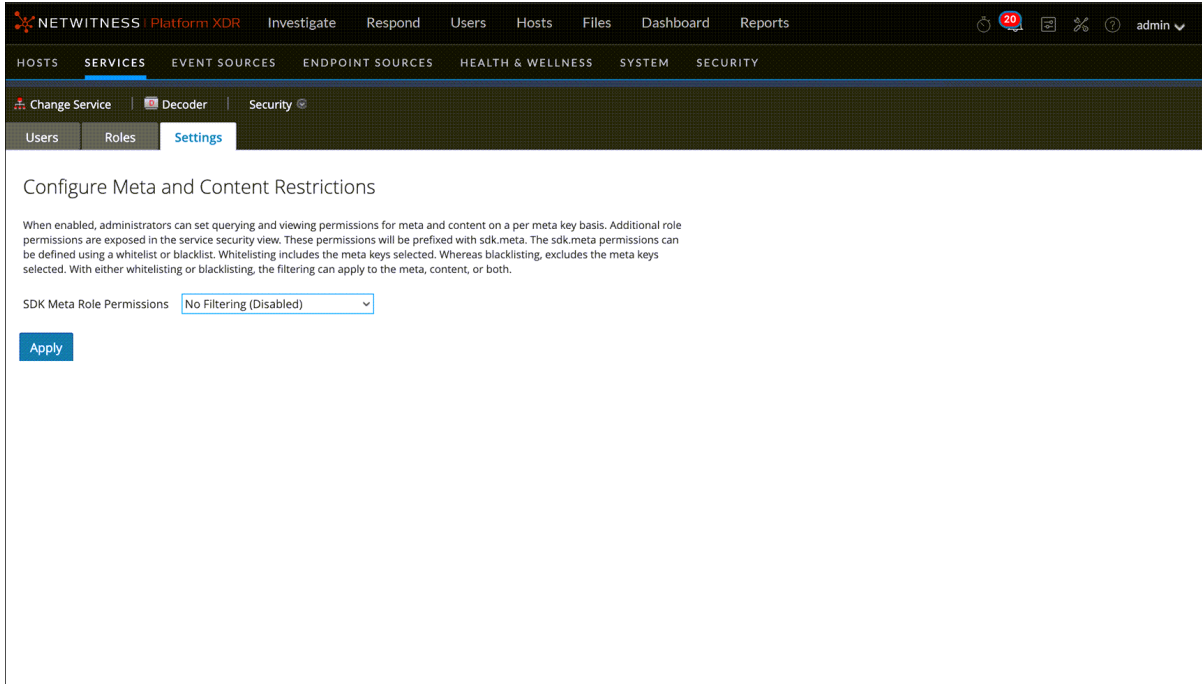 NETWITNESS | Platform XDR Investigate Respond Users Hosts Files Dashboard Reports 20 admin
HOSTS SERVICES EVENT SOURCES ENDPOINT SOURCES HEALTH & WELLNESS SYSTEM SECURITY
Change Service | D Decoder | Security
Users Roles Settings
Configure Meta and Content Restrictions
When enabled, administrators can set querying and viewing permissions for meta and content on a per meta key basis. Additional role
permissions are exposed in the service security view. These permissions will be prefixed with sdk.meta. The sdk.meta permissions can
be defined using a whitelist or blacklist. Whitelisting includes the meta keys selected. Whereas blacklisting, excludes the meta keys
selected. With either whitelisting or blacklisting, the filtering can apply to the meta, content, or both.
SDK Meta Role Permissions No Filtering (Disabled)
Apply